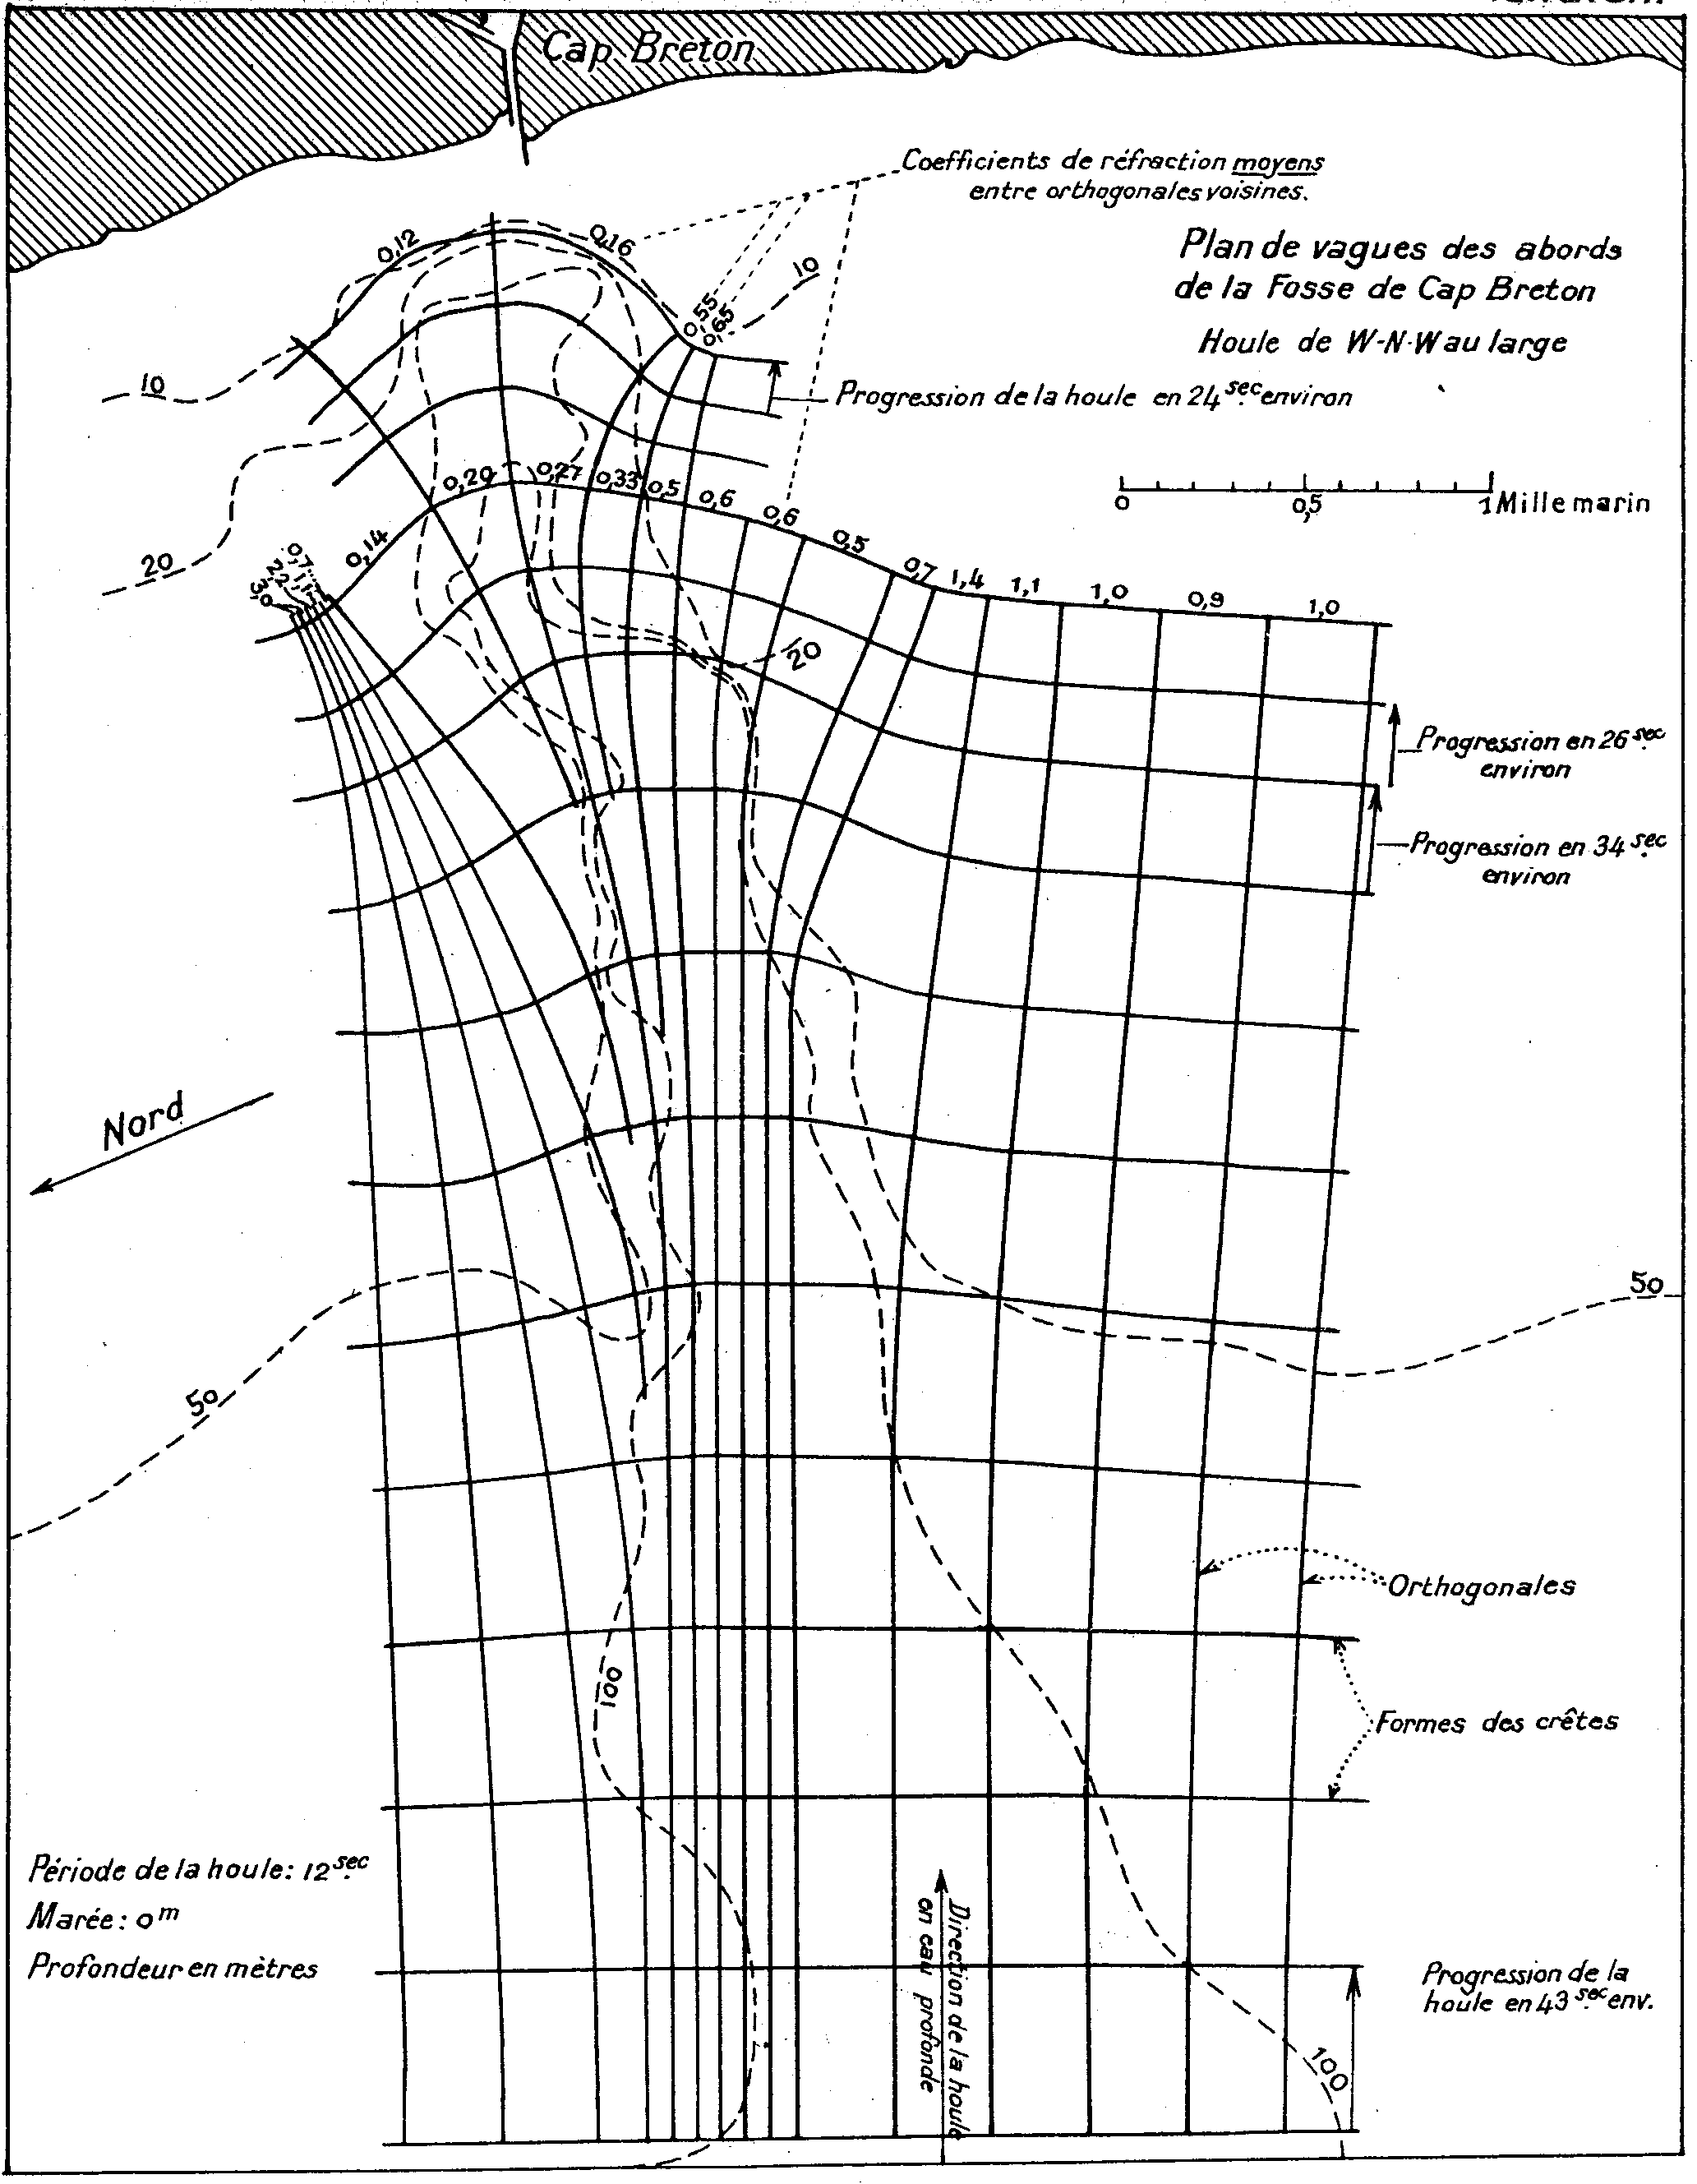 Cap Breton
Coefficients de réfraction moyens
entre orthogonales voisines.
Plan de vagues des abords
de la Fosse de Cap Breton
Houle de W-N-W au large
0,12
0,16
0,55
0,65
10
10
Progression de la houle en 24 sec. environ
0 0,5 1 Mille marin
20
0,14
0,20
0,27
0,33
0,5
0,6
0,6
0,5
0,7
1,4
1,1
1,0
0,9
1,0
3,0
0,7
20
Progression en 26 sec.
environ
Progression en 34 sec.
environ
Nord
50
50
Orthogonales
100
Formes des crêtes
Période de la houle: 12 sec.
Marée: 0 m
Profondeur en mètres
Direction de la houle
en eau profonde
Progression de la
houle en 43 sec. env.
100